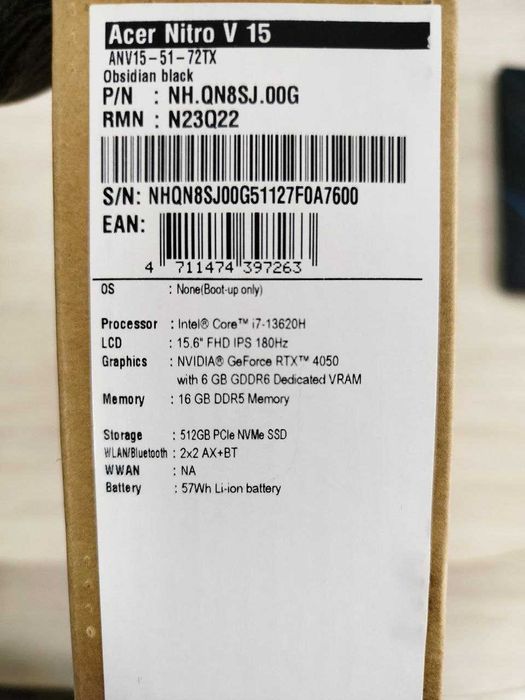 Acer Nitro V 15
ANV15-51-72TX
Obsidian black
P/N : NH.QN8SJ.00G
RMN : N23Q22
S/N: NHQN8SJ00G51127F0A7600
EAN:
4 711474 397263
OS : None(Boot-up only)
Processor : Intel® Core™ i7-13620H
LCD : 15.6" FHD IPS 180Hz
Graphics : NVIDIA® GeForce RTX™ 4050
with 6 GB GDDR6 Dedicated VRAM
Memory : 16 GB DDR5 Memory
Storage : 512GB PCIe NVMe SSD
WLAN/Bluetooth : 2x2 AX+BT
WWAN : NA
Battery : 57Wh Li-ion battery